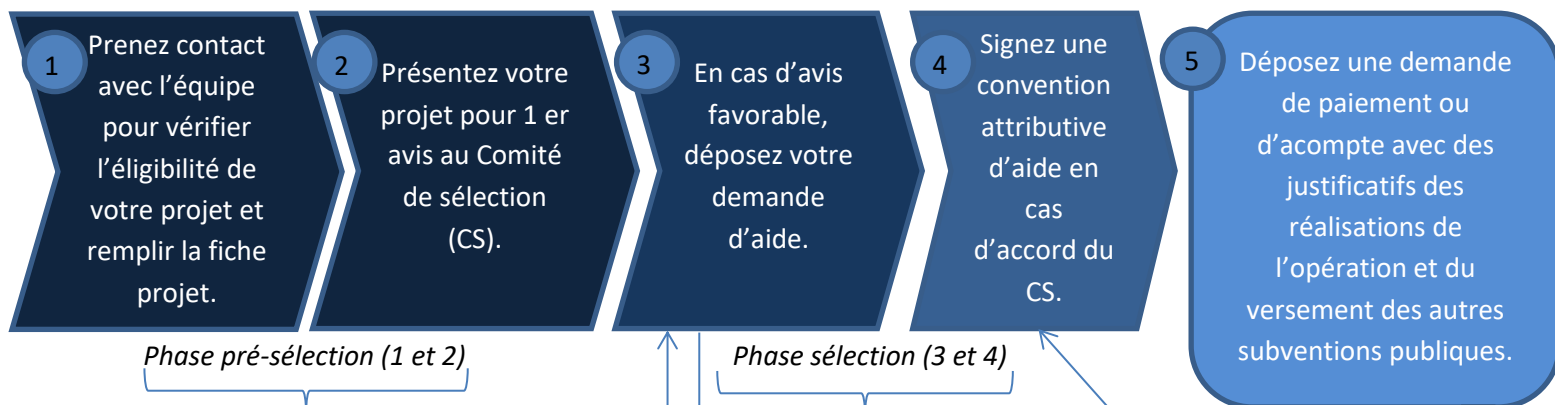 1
Prenez contact
avec l’équipe
pour vérifier
l’éligibilité de
votre projet et
remplir la fiche
projet.
2
Présentez votre
projet pour 1 er
avis au Comité
de sélection
(CS).
3
En cas d’avis
favorable,
déposez votre
demande
d’aide.
4
Signez une
convention
attributive
d’aide en
cas
d’accord du
CS.
5
Déposez une demande
de paiement ou
d’acompte avec des
justificatifs des
réalisations de
l’opération et du
versement des autres
subventions publiques.
Phase pré-sélection (1 et 2)
Phase sélection (3 et 4)